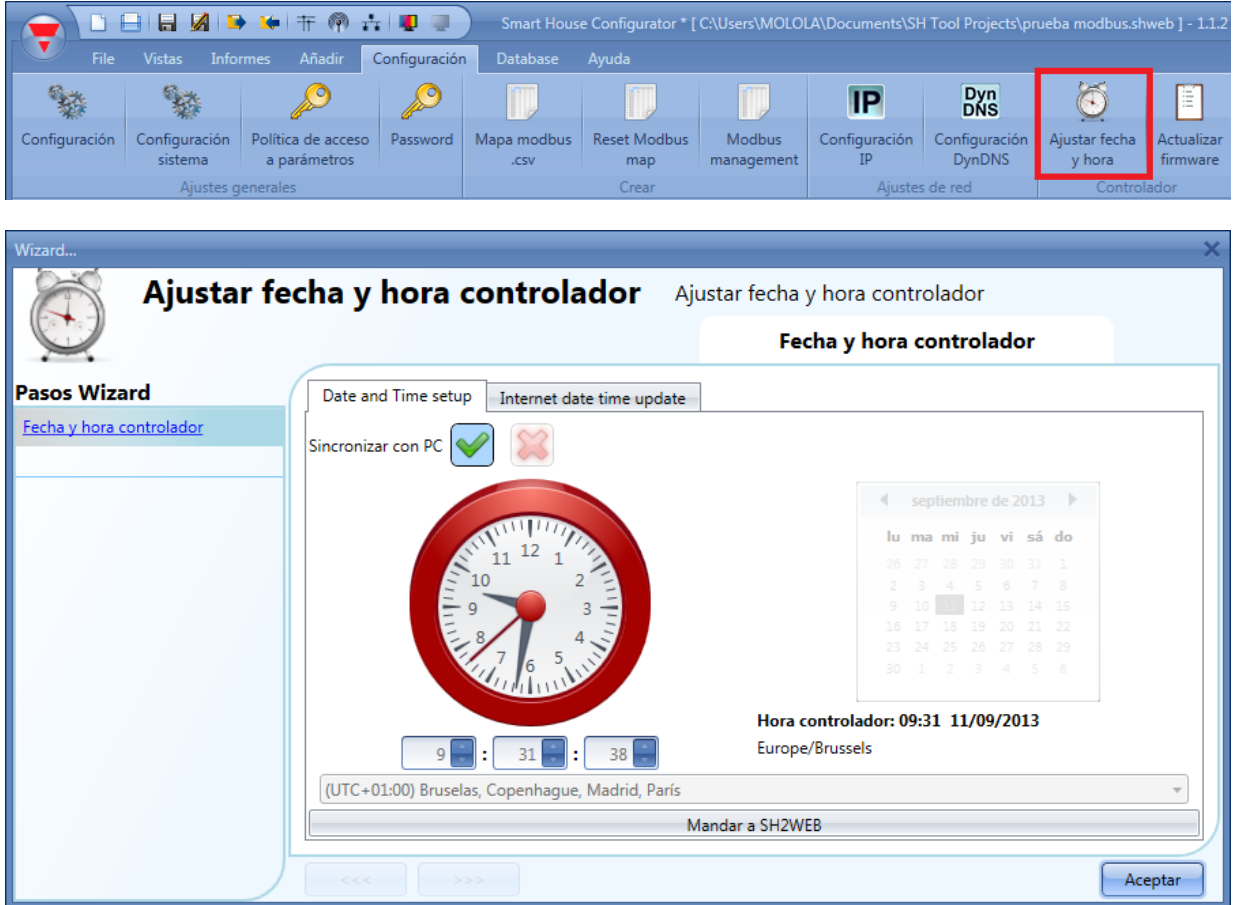 Smart House Configurator * [ C:\Users\MOLOLA\Documents\SH Tool Projects\prueba modbus.shweb ] - 1.1.2
File Vistas Informes Añadir Configuración Database Ayuda
IP Dyn
DNS
Configuración Configuración Política de acceso Password Mapa modbus Reset Modbus Modbus Configuración Configuración Ajustar fecha Actualizar
sistema a parámetros .csv map management IP DynDNS y hora firmware
Ajustes generales Crear Ajustes de red Controlador
Wizard...
Ajustar fecha y hora controlador Ajustar fecha y hora controlador
Fecha y hora controlador
Pasos Wizard
Fecha y hora controlador
Date and Time setup Internet date time update
Sincronizar con PC
12
11 1
10 2
9 3
8 4
7 5
6
septiembre de 2013
lu ma mi ju vi sá do
26 27 28 29 30 31 1
2 3 4 5 6 7 8
9 10 11 12 13 14 15
16 17 18 19 20 21 22
23 24 25 26 27 28 29
30 1 2 3 4 5 6
Hora controlador: 09:31 11/09/2013
Europe/Brussels
9 : 31 : 38
(UTC+01:00) Bruselas, Copenhague, Madrid, París
Mandar a SH2WEB
<<< >>>
Aceptar